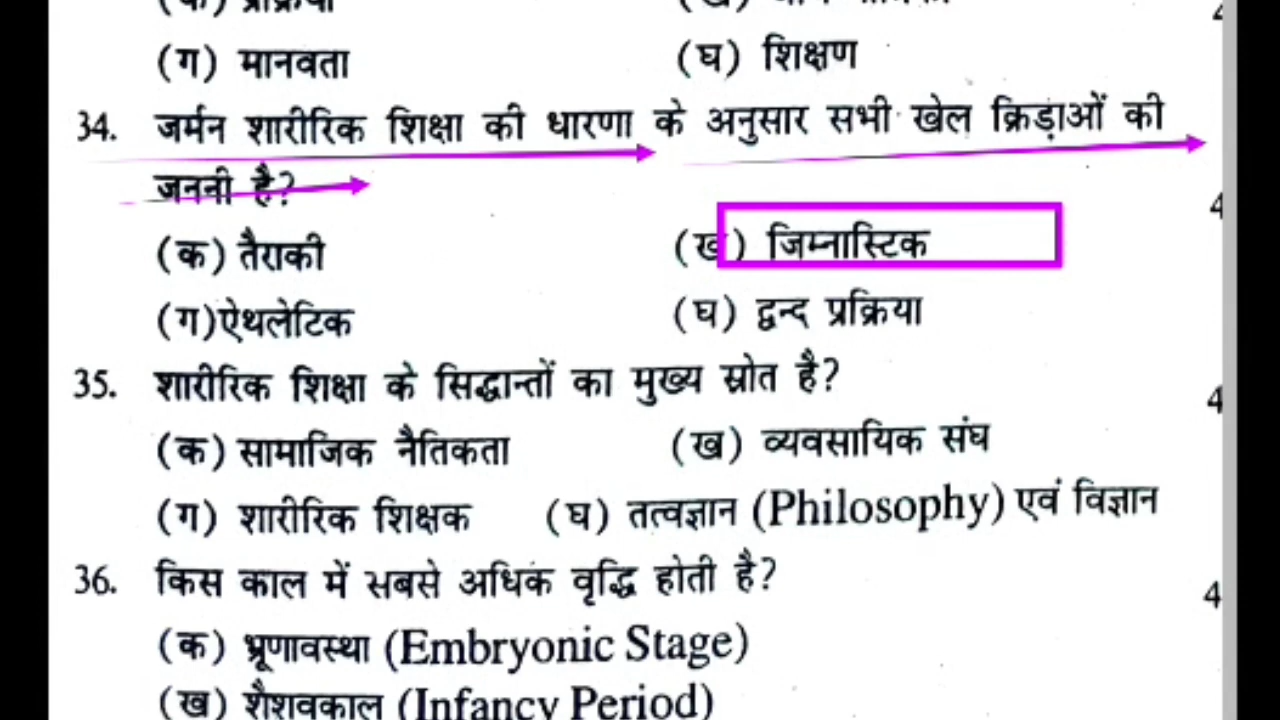 (ग) मानवता (घ) शिक्षण
34. जर्मन शारीरिक शिक्षा की धारणा के अनुसार सभी खेल क्रिड़ाओं की
जननी है?
(क) तैराकी (ख) जिम्नास्टिक
(ग)ऐथलेटिक (घ) द्वन्द प्रक्रिया
35. शारीरिक शिक्षा के सिद्धान्तों का मुख्य स्रोत है?
(क) सामाजिक नैतिकता (ख) व्यवसायिक संघ
(ग) शारीरिक शिक्षक (घ) तत्वज्ञान (Philosophy) एवं विज्ञान
36. किस काल में सबसे अधिक वृद्धि होती है?
(क) भ्रूणावस्था (Embryonic Stage)
(ख) शैशवकाल (Infancy Period)